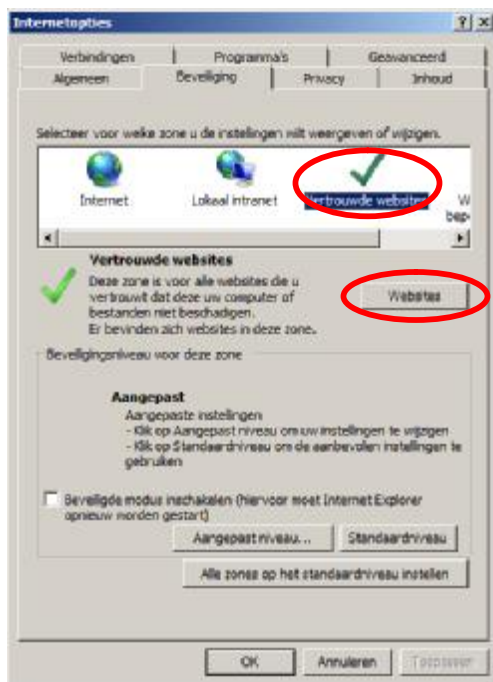 Internetopties
Verbindingen Programma's Geavanceerd
Algemeen Beveiliging Privacy Inhoud
Selecteer voor welke zone u de instellingen wilt weergeven of wijzigen.
Internet Lokaal intranet Vertrouwde websites W
bep
Vertrouwde websites
Deze zone is voor alle websites die u
vertrouwt dat deze uw computer of
bestanden niet beschadigen.
Er bevinden zich websites in deze zone.
Websites
Beveiligingsniveau voor deze zone
Aangepast
Aangepaste instellingen
- Klik op Aangepast niveau om uw instellingen te wijzigen
- Klik op Standaardniveau om de aanbevolen instellingen te
gebruiken
Beveiligde modus inschakelen (hiervoor moet Internet Explorer
opnieuw worden gestart)
Aangepast niveau... Standaardniveau
Alle zones op het standaardniveau instellen
OK Annuleren Toepassen